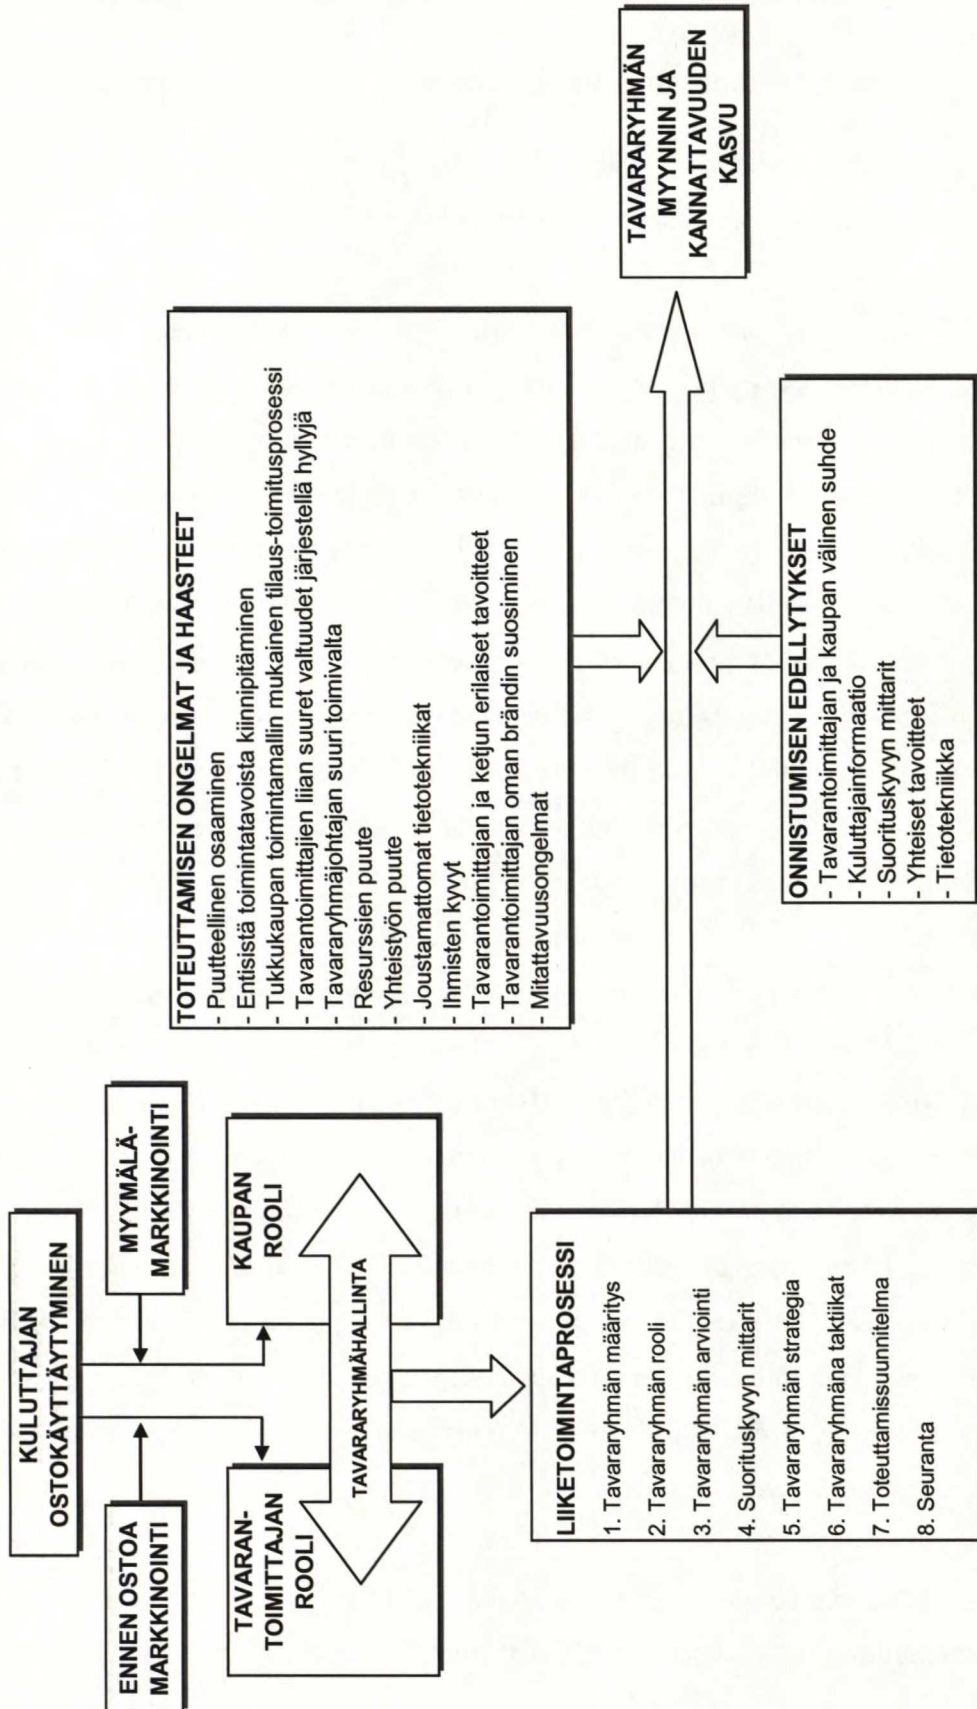 KULUTTAJAN
OSTOKÄYTTÄYTYMINEN
ENNEN OSTOA
MARKKINOINTI
MYYMÄLÄ-
MARKKINOINTI
TAVARAN-
TOIMITTAJAN
ROOLI
KAUPAN
ROOLI
TAVARARYHMÄHALLINTA
LIIKETOIMINTAPROSESSI
1. Tavararyhmän määritys
2. Tavararyhmän rooli
3. Tavararyhmän arviointi
4. Suorituskyvyn mittarit
5. Tavararyhmän strategia
6. Tavararyhmäna taktiikat
7. Toteuttamissuunnitelma
8. Seuranta
TOTEUTTAMISEN ONGELMAT JA HAASTEET
- Puutteellinen osaaminen
- Entisistä toimintatavoista kiinnipitäminen
- Tukkukaupan toimintamallin mukainen tilaus-toimitusprosessi
- Tavarantoimittajien liian suuret valtuudet järjestellä hyllyjä
- Tavararyhmäjohtajan suuri toimivalta
- Resurssien puute
- Yhteistyön puute
- Joustamattomat tietotekniikat
- Ihmisten kyvyt
- Tavarantoimittajan ja ketjun erilaiset tavoitteet
- Tavarantoimittajan oman brändin suosiminen
- Mitattavuusongelmat
ONNISTUMISEN EDELLYTYKSET
- Tavarantoimittajan ja kaupan välinen suhde
- Kuluttajainformaatio
- Suorituskyvyn mittarit
- Yhteiset tavoitteet
- Tietotekniikka
TAVARARYHMÄN
MYYNNIN JA
KANNATTAVUUDEN
KASVU